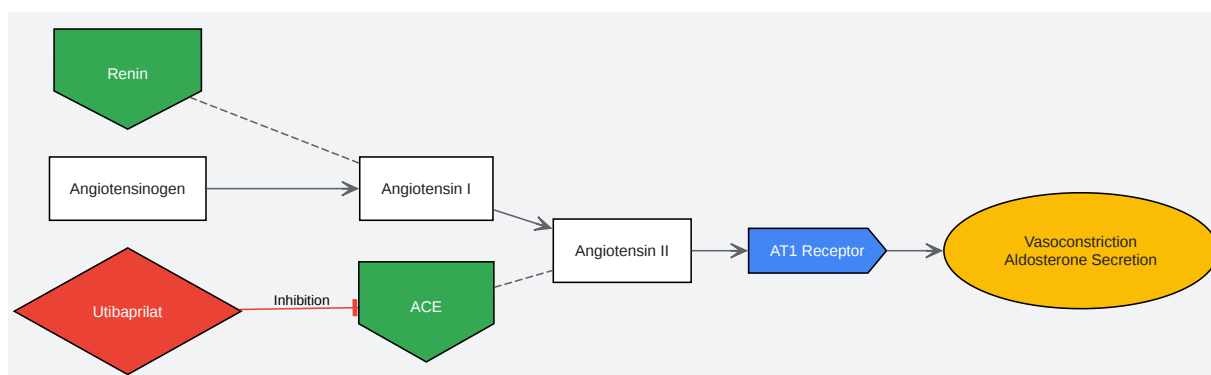 Renin
Angiotensinogen
Angiotensin I
Angiotensin II
AT1 Receptor
Vasoconstriction
Aldosterone Secretion
Utibaprilat
Inhibition
ACE